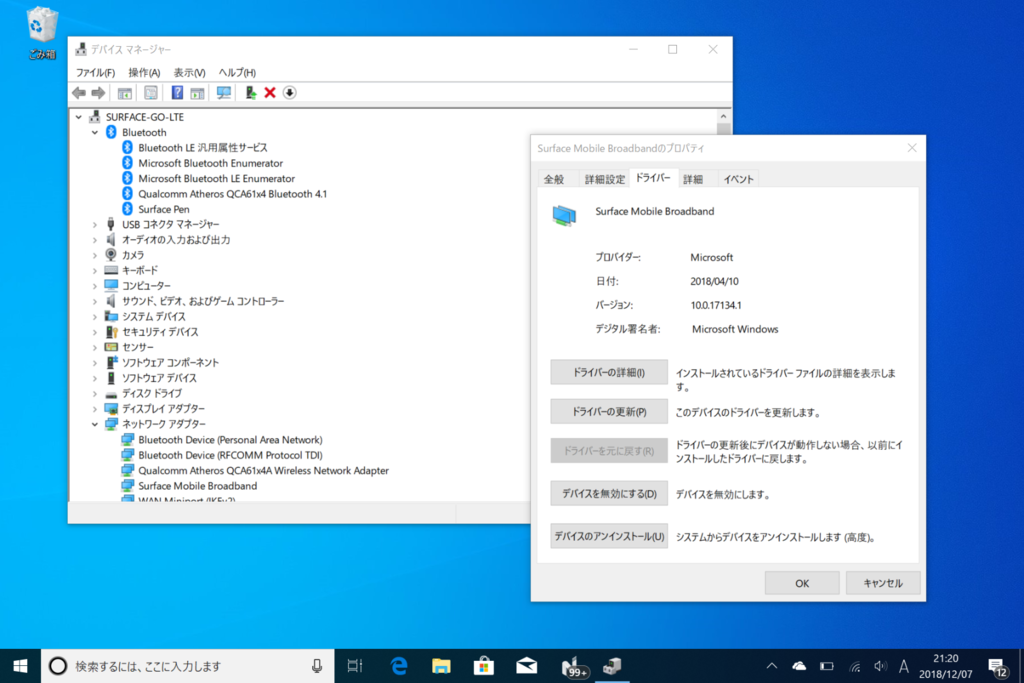 ごみ箱
デバイス マネージャー
ファイル(F) 操作(A) 表示(V) ヘルプ(H)
SURFACE-GO-LTE
Bluetooth
Bluetooth LE 汎用属性サービス
Microsoft Bluetooth Enumerator
Microsoft Bluetooth LE Enumerator
Qualcomm Atheros QCA61x4 Bluetooth 4.1
Surface Pen
USB コネクタ マネージャー
オーディオの入力および出力
カメラ
キーボード
コンピューター
サウンド、ビデオ、およびゲーム コントローラー
システム デバイス
セキュリティ デバイス
センサー
ソフトウェア コンポーネント
ソフトウェア デバイス
ディスク ドライブ
ディスプレイ アダプター
ネットワーク アダプター
Bluetooth Device (Personal Area Network)
Bluetooth Device (RFCOMM Protocol TDI)
Qualcomm Atheros QCA61x4A Wireless Network Adapter
Surface Mobile Broadband
WAN Miniport (IKEv2)
Surface Mobile Broadbandのプロパティ
全般 詳細設定 ドライバー 詳細 イベント
Surface Mobile Broadband
プロバイダー: Microsoft
日付: 2018/04/10
バージョン: 10.0.17134.1
デジタル署名者: Microsoft Windows
ドライバーの詳細(I) インストールされているドライバー ファイルの詳細を表示しま
す。
ドライバーの更新(P) このデバイスのドライバーを更新します。
ドライバーを元に戻す(R) ドライバーの更新後にデバイスが動作しない場合、以前にイ
ンストールしたドライバーに戻します。
デバイスを無効にする(D) デバイスを無効にします。
デバイスのアンインストール(U) システムからデバイスをアンインストールします (高度)。
OK キャンセル
検索するには、ここに入力します
99+
A
21:20
2018/12/07
12